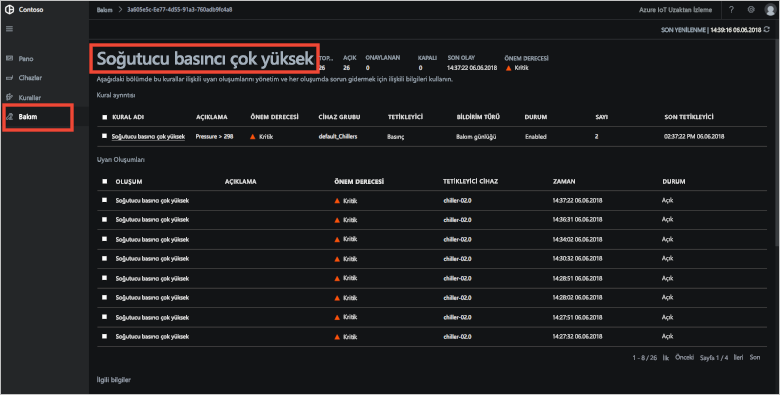 Contoso
Bakım > 3a605e5c-5e77-4d55-91a3-760adb9fc4a8
Azure IoT Uzaktan İzleme
SON YENİLENME | 14:39:16 06.06.2018
Pano
Cihazlar
Kurallar
Bakım
Soğutucu basıncı çok yüksek
TOP... AÇIK ONAYLANAN KAPALI SON OLAY ÖNEM DERECESİ
26 26 0 0 14:37:22 06.06.2018 Kritik
Aşağıdaki bölümde bu kurallar ilişkili uyarı oluşumlarını yönetim ve her oluşumda sorun gidermek için ilişkili bilgileri kullanın.
Kural ayrıntısı
KURAL ADI AÇIKLAMA ÖNEM DERECESİ CİHAZ GRUBU TETİKLEYİCİ BİLDİRİM TÜRÜ DURUM SAYI SON TETİKLEYİCİ
Soğutucu basıncı çok yüksek Pressure > 298 Kritik default_Chillers Basınç Bakım günlüğü Enabled 2 02:37:22 PM 06.06.2018
Uyarı Oluşumları
OLUŞUM AÇIKLAMA ÖNEM DERECESİ TETİKLEYİCİ CİHAZ ZAMAN DURUM
Soğutucu basıncı çok yüksek Kritik chiller-02.0 14:37:22 06.06.2018 Açık
Soğutucu basıncı çok yüksek Kritik chiller-02.0 14:36:31 06.06.2018 Açık
Soğutucu basıncı çok yüksek Kritik chiller-02.0 14:34:02 06.06.2018 Açık
Soğutucu basıncı çok yüksek Kritik chiller-02.0 14:30:32 06.06.2018 Açık
Soğutucu basıncı çok yüksek Kritik chiller-02.0 14:28:51 06.06.2018 Açık
Soğutucu basıncı çok yüksek Kritik chiller-02.0 14:28:02 06.06.2018 Açık
Soğutucu basıncı çok yüksek Kritik chiller-02.0 14:27:51 06.06.2018 Açık
Soğutucu basıncı çok yüksek Kritik chiller-02.0 14:27:32 06.06.2018 Açık
1 - 8 / 26 İlk Önceki Sayfa 1 / 4 İleri Son
İlgili bilgiler